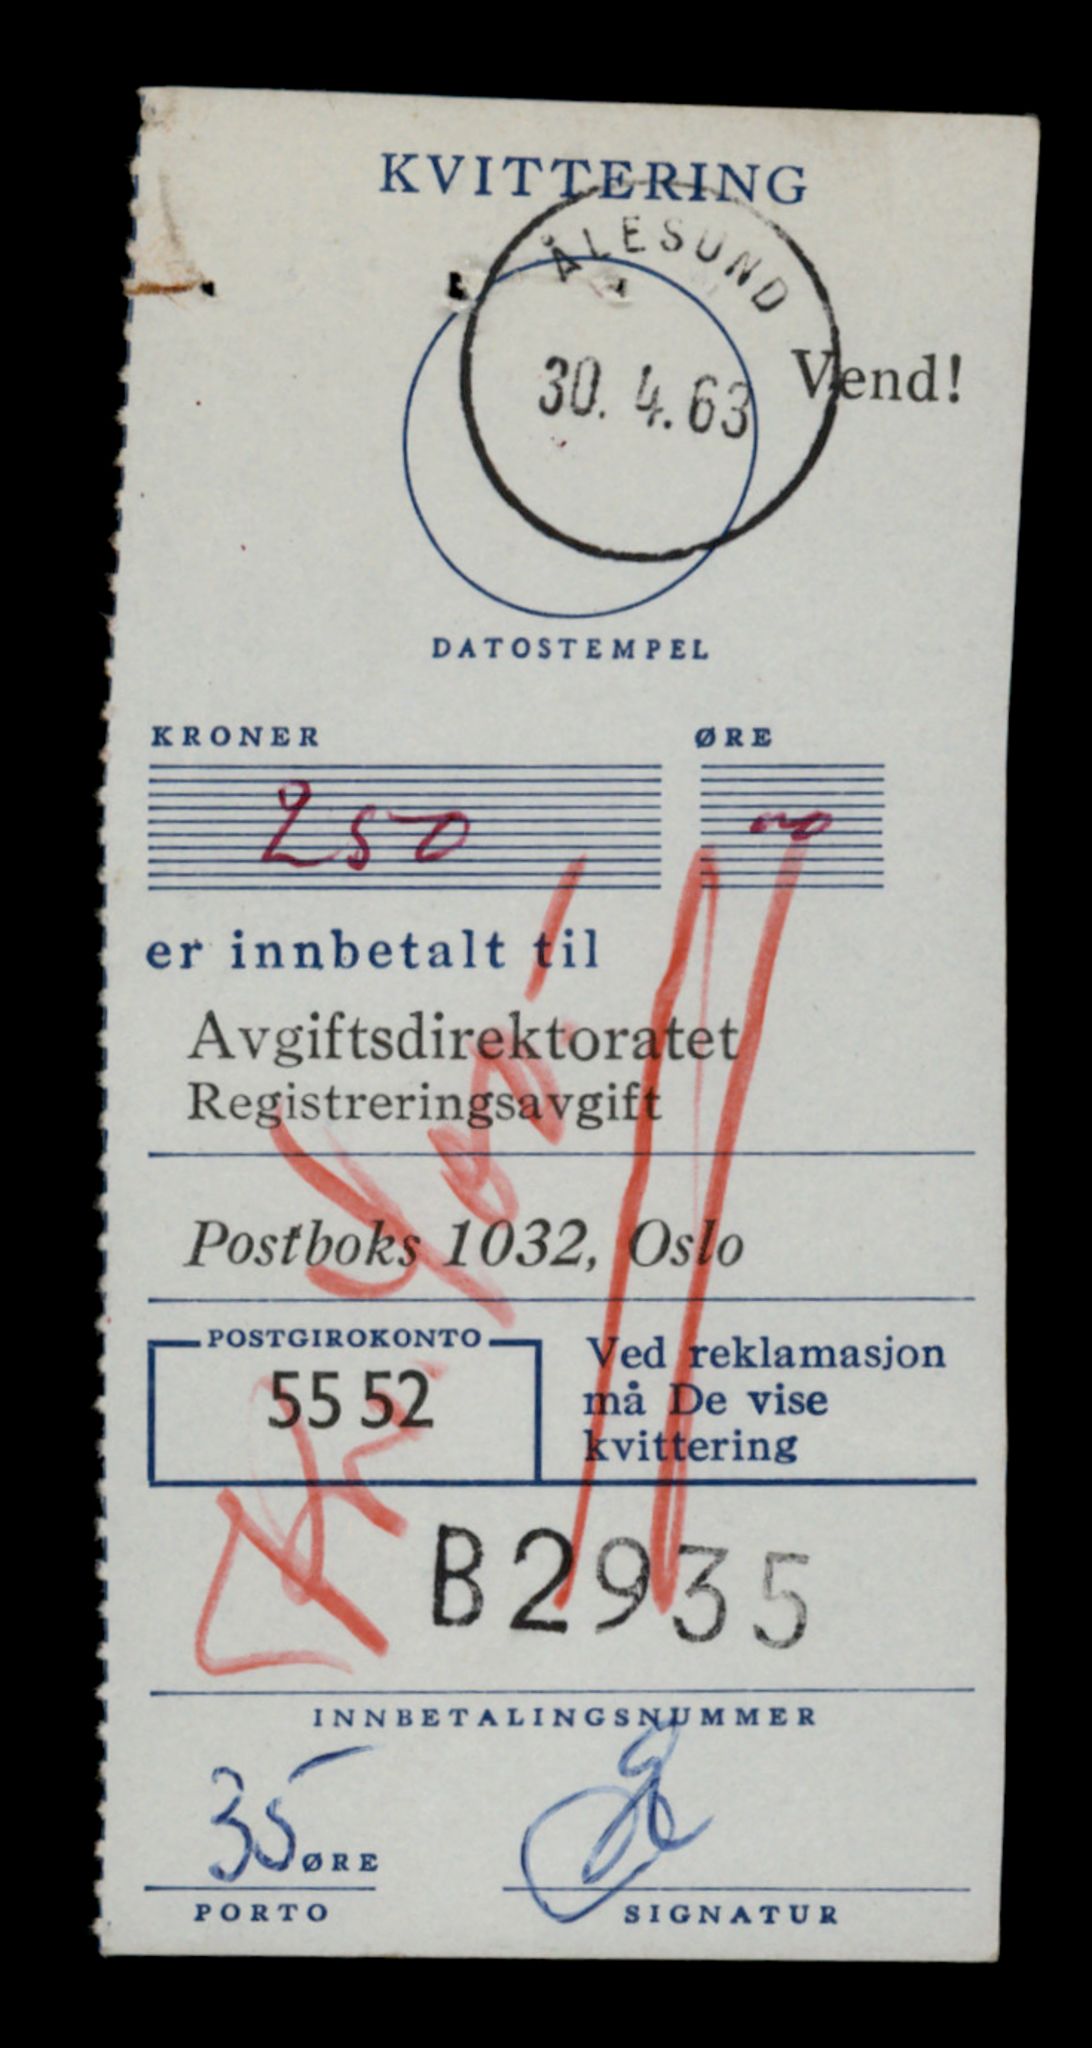 KVITTERING
ÅLESUND
30. 4. 63
Vend!
DATOSTEMPEL
KRONER ØRE
250 00
er innbetalt til
Avgiftsdirektoratet
Registreringsavgift
Postboks 1032, Oslo
POSTGIROKONTO
55 52
Ved reklamasjon
må De vise
kvittering
B2935
INNBETALINGSNUMMER
35 ØRE
PORTO
SIGNATUR